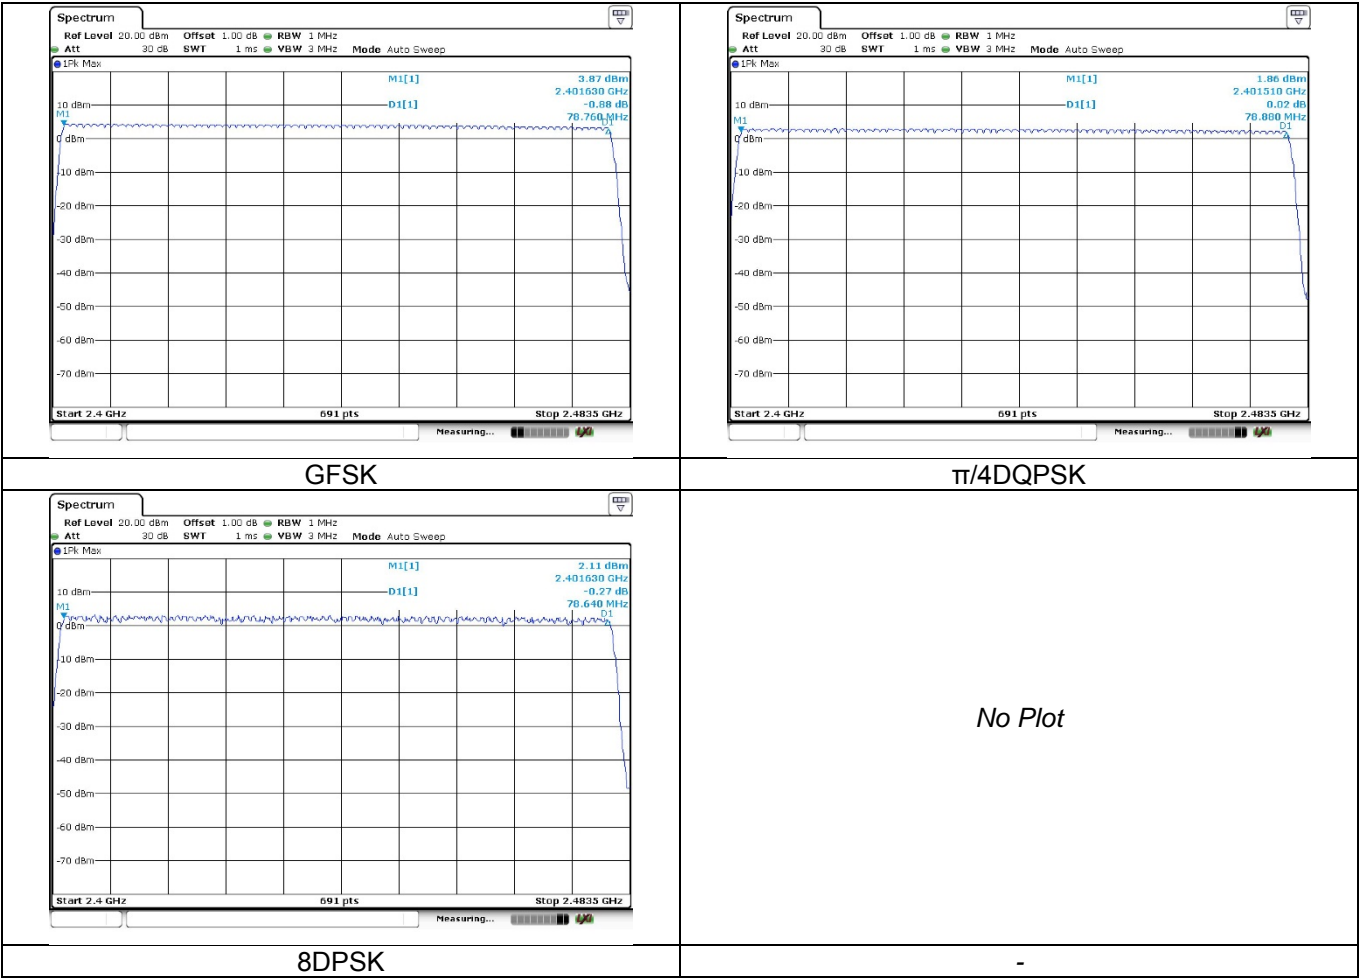 Spectrum
Ref Level 20.00 dBm Offset 1.00 dB RBW 1 MHz
Att 30 dB SWT 1 ms VBW 3 MHz Mode Auto Sweep
1Pk Max
M1[1] 3.87 dBm
2.401630 GHz
10 dBm D1[1] -0.88 dB
M1 78.760 MHz
D1
0 dBm
-10 dBm
-20 dBm
-30 dBm
-40 dBm
-50 dBm
-60 dBm
-70 dBm
Start 2.4 GHz 691 pts Stop 2.4835 GHz
Measuring...
GFSK
Spectrum
Ref Level 20.00 dBm Offset 1.00 dB RBW 1 MHz
Att 30 dB SWT 1 ms VBW 3 MHz Mode Auto Sweep
1Pk Max
M1[1] 1.86 dBm
2.401510 GHz
10 dBm D1[1] 0.02 dB
M1 78.880 MHz
D1
0 dBm
-10 dBm
-20 dBm
-30 dBm
-40 dBm
-50 dBm
-60 dBm
-70 dBm
Start 2.4 GHz 691 pts Stop 2.4835 GHz
Measuring...
π/4DQPSK
Spectrum
Ref Level 20.00 dBm Offset 1.00 dB RBW 1 MHz
Att 30 dB SWT 1 ms VBW 3 MHz Mode Auto Sweep
1Pk Max
M1[1] 2.11 dBm
2.401630 GHz
10 dBm D1[1] -0.27 dB
M1 78.640 MHz
D1
0 dBm
-10 dBm
-20 dBm
-30 dBm
-40 dBm
-50 dBm
-60 dBm
-70 dBm
Start 2.4 GHz 691 pts Stop 2.4835 GHz
Measuring...
8DPSK
No Plot
-